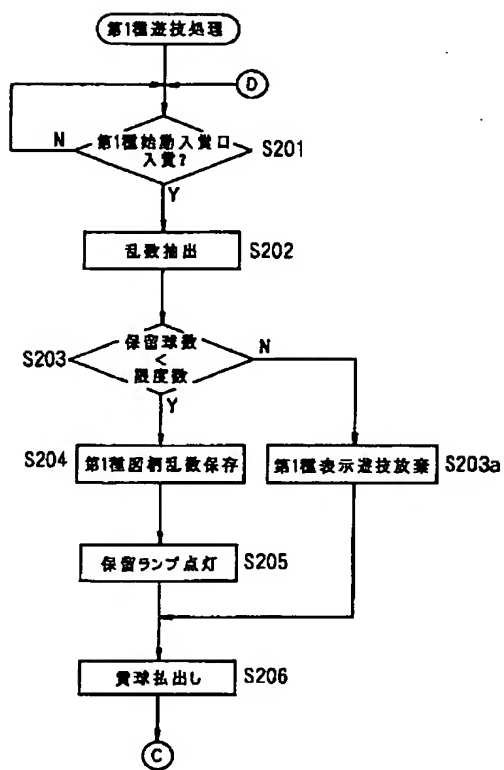 第1種遊技処理
D
第1種始動入賞口
入賞?
N
S201
Y
乱数抽出
S202
保留球数
<
限度数
S203
N
Y
第1種図柄乱数保存
S204
第1種表示遊技放棄
S203a
保留ランプ点灯
S205
賞球払出し
S206
C